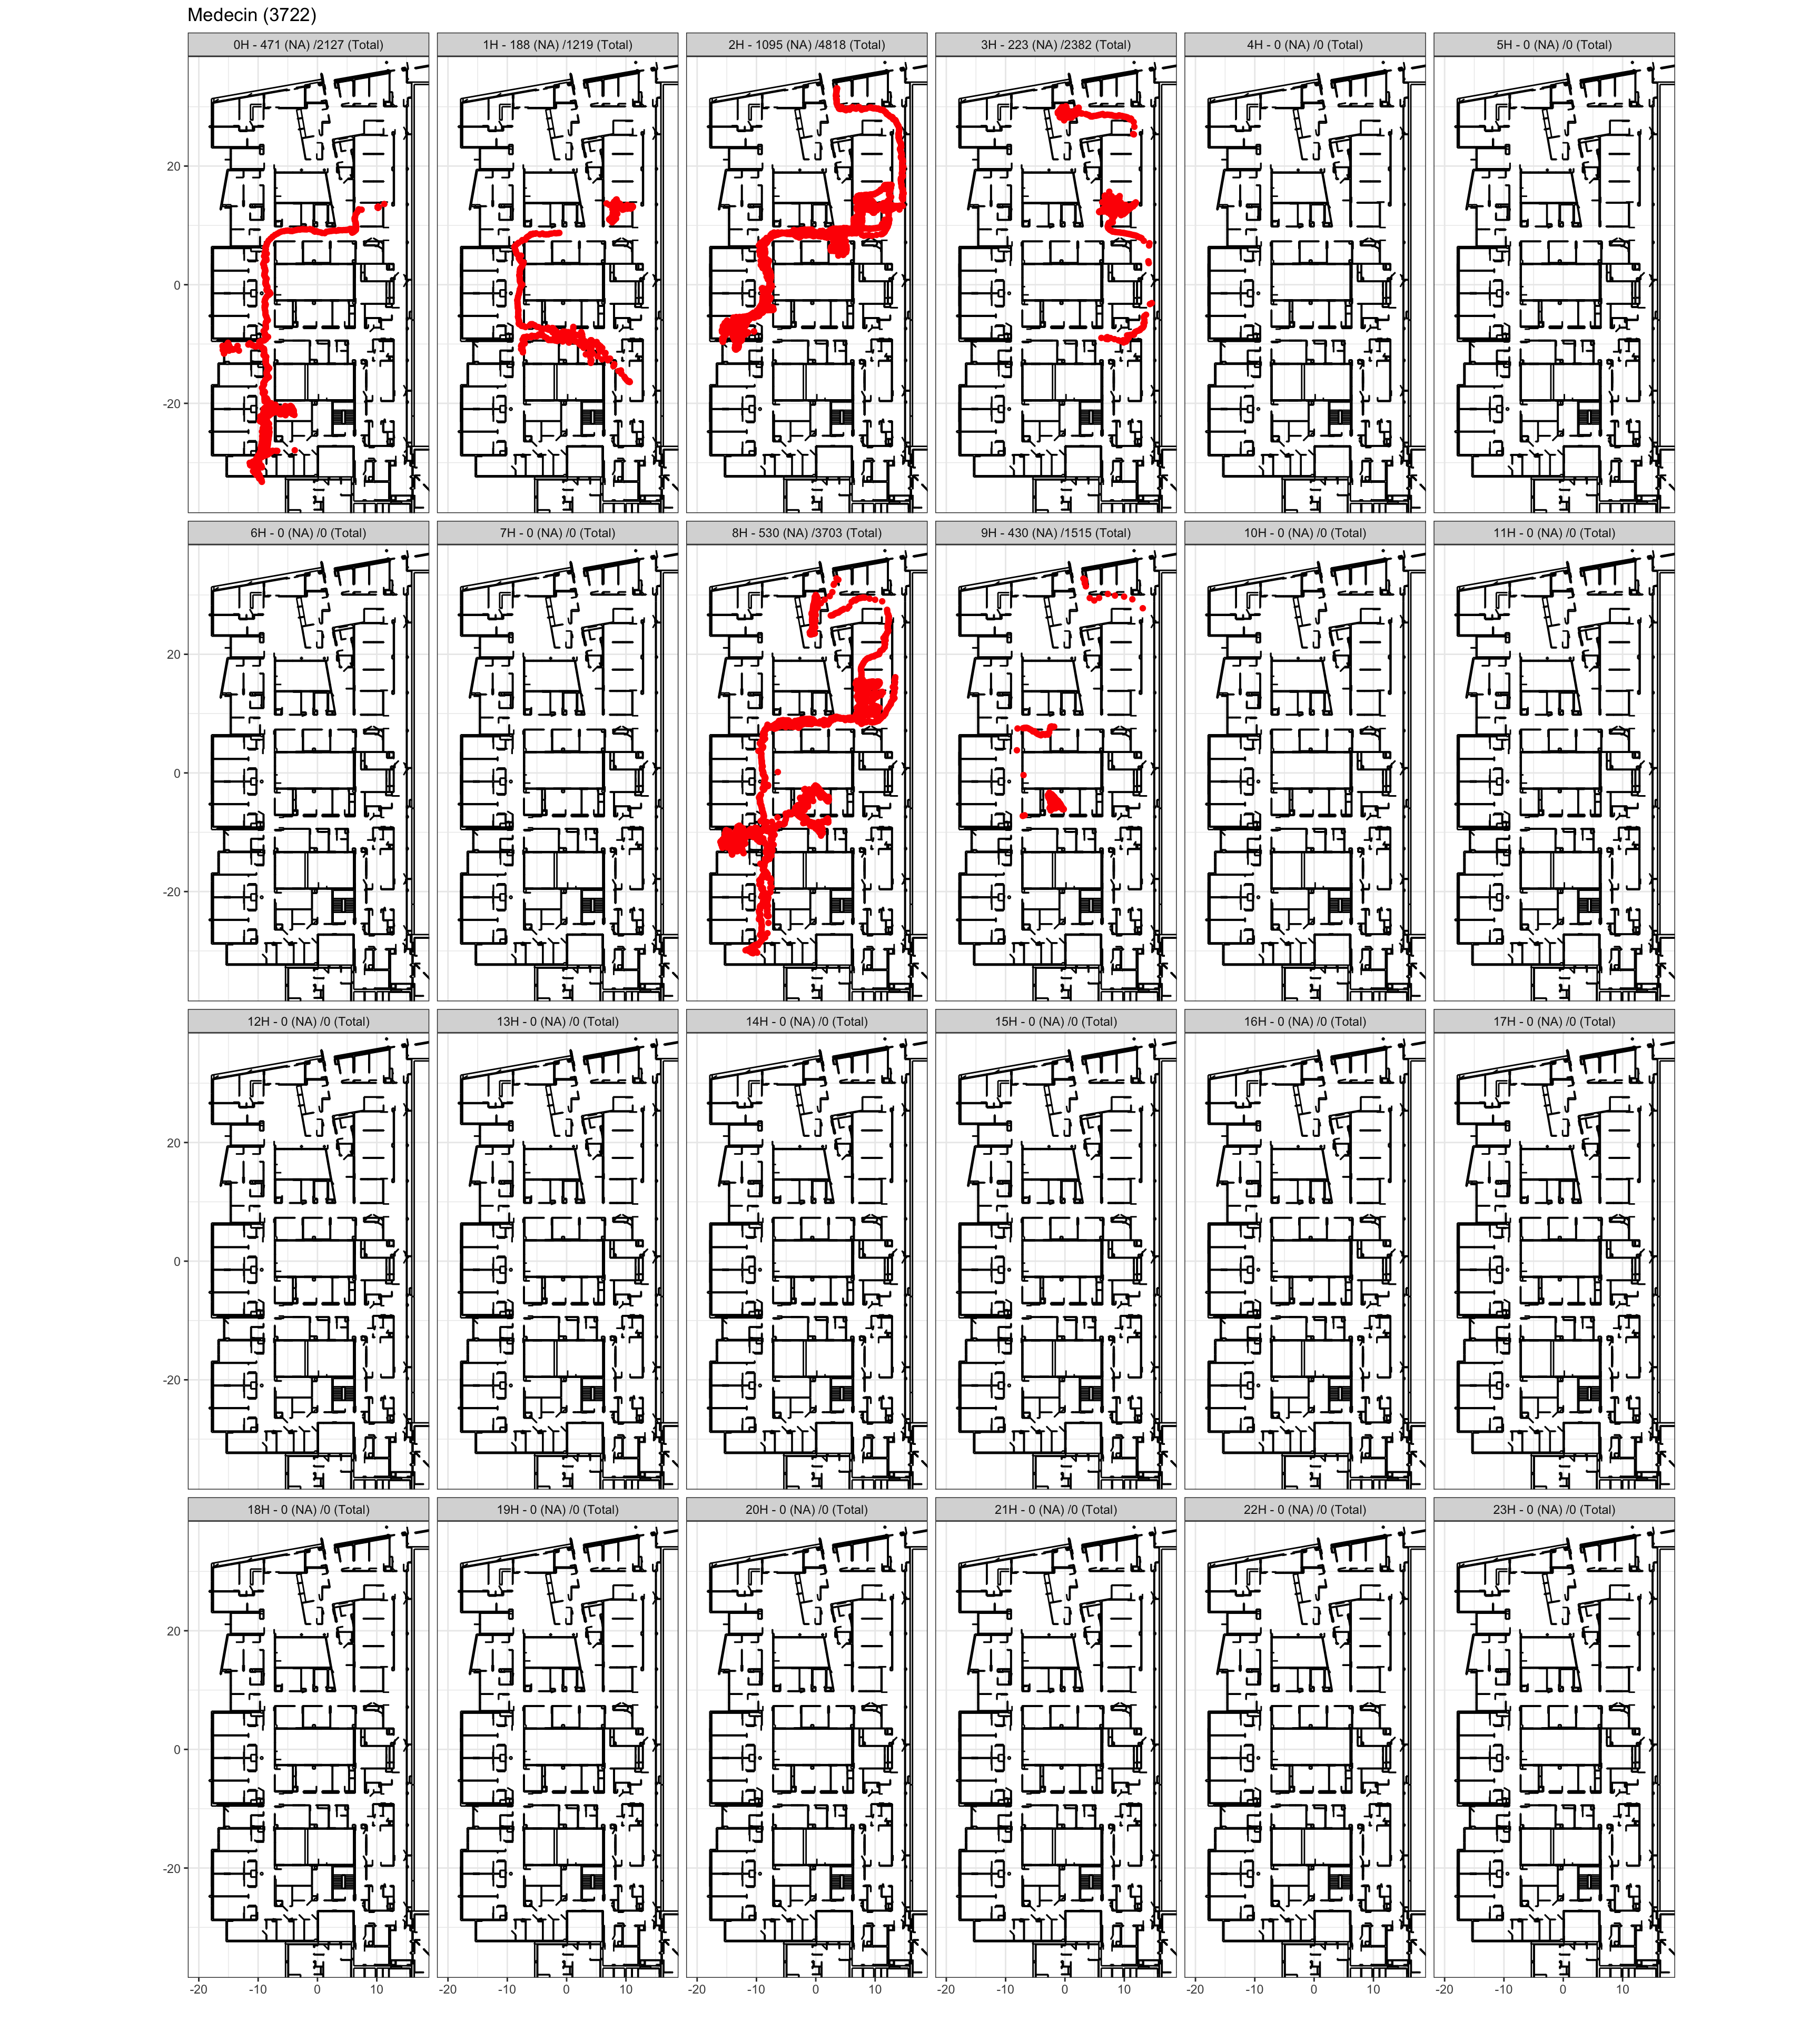 Medecin (3722)
0H - 471 (NA) /2127 (Total)
1H - 188 (NA) /1219 (Total)
2H - 1095 (NA) /4818 (Total)
3H - 223 (NA) /2382 (Total)
4H - 0 (NA) /0 (Total)
5H - 0 (NA) /0 (Total)
20
0
-20
6H - 0 (NA) /0 (Total)
7H - 0 (NA) /0 (Total)
8H - 530 (NA) /3703 (Total)
9H - 430 (NA) /1515 (Total)
10H - 0 (NA) /0 (Total)
11H - 0 (NA) /0 (Total)
20
0
-20
12H - 0 (NA) /0 (Total)
13H - 0 (NA) /0 (Total)
14H - 0 (NA) /0 (Total)
15H - 0 (NA) /0 (Total)
16H - 0 (NA) /0 (Total)
17H - 0 (NA) /0 (Total)
20
0
-20
18H - 0 (NA) /0 (Total)
19H - 0 (NA) /0 (Total)
20H - 0 (NA) /0 (Total)
21H - 0 (NA) /0 (Total)
22H - 0 (NA) /0 (Total)
23H - 0 (NA) /0 (Total)
20
0
-20
-20 -10 0 10
-20 -10 0 10
-20 -10 0 10
-20 -10 0 10
-20 -10 0 10
-20 -10 0 10